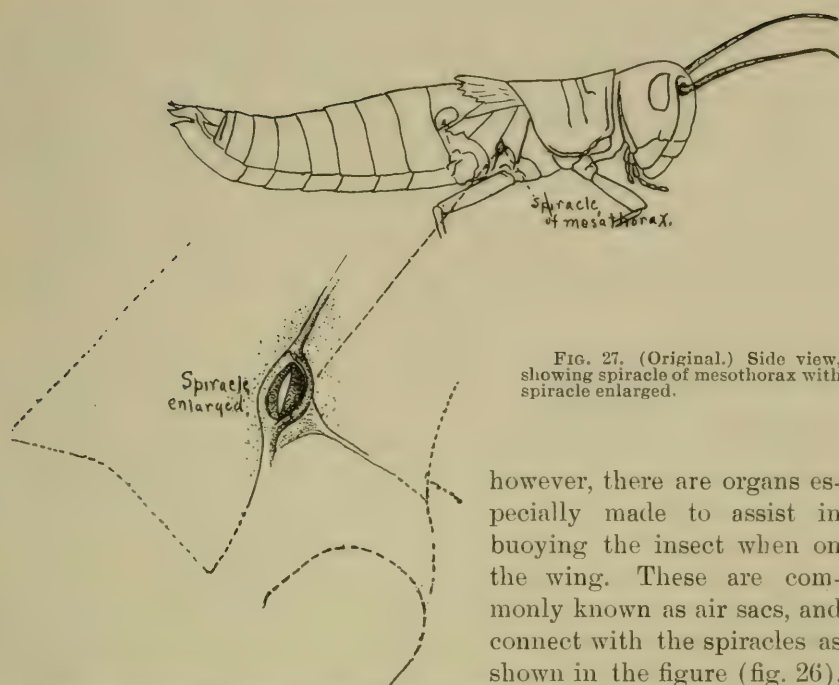 spiracle
of mesathorax.
Spiracle
enlarged.
FIG. 27. (Original.) Side view,
showing spiracle of mesothorax with
spiracle enlarged.
however, there are organs es-
pecially made to assist in
buoying the insect when on
the wing. These are com-
monly known as air sacs, and
connect with the spiracles as
shown in the figure (fig. 26).